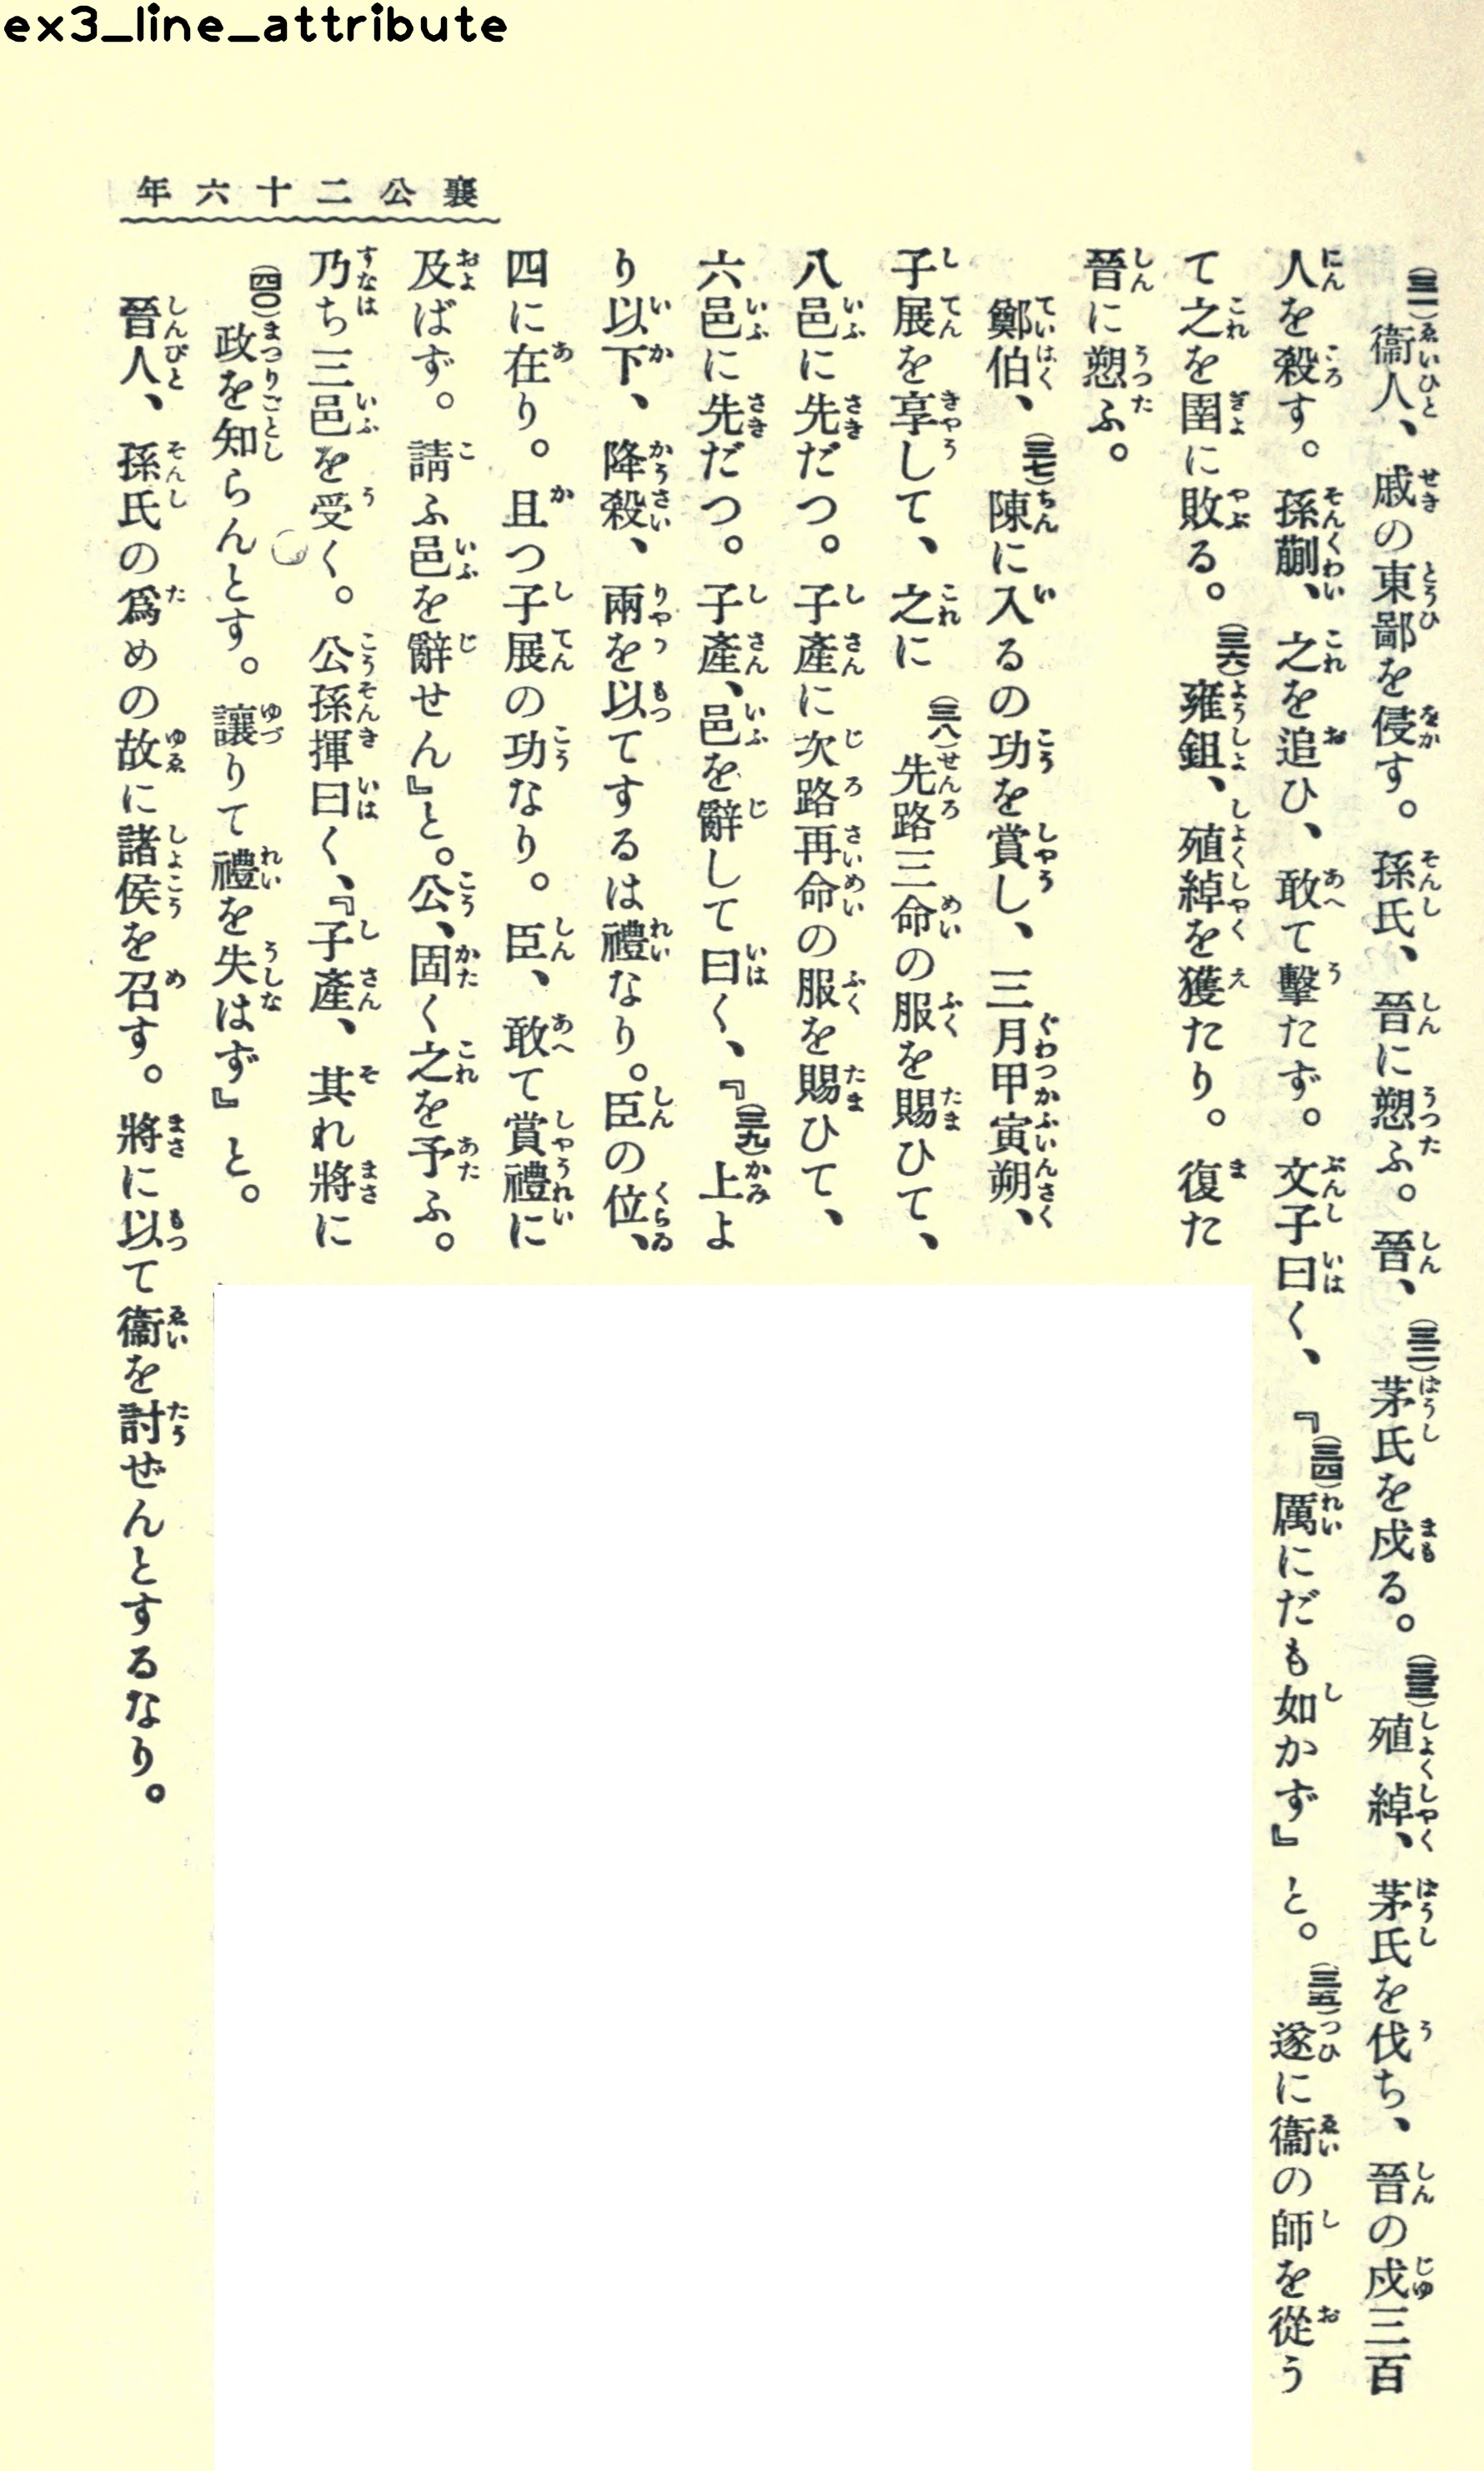 ex3_line_attribute
襄公二十六年
(三一)衞人、戚の東鄙を侵す。孫氏、晉に愬ふ。晉、(三二)茅氏を戍る。(三三)殖綽、茅氏を伐ち、晉の戍三百
人を殺す。孫蒯、之を追ひ、敢て擊たず。文子曰く、『(三四)厲にだも如かず』と。(三五)遂に衞の師を從う
て之を圉に敗る。(三六)雍鉏、殖綽を獲たり。復た
晉に愬ふ。
鄭伯、(三七)陳に入るの功を賞し、三月甲寅朔、
子展を享して、之に(三八)先路三命の服を賜ひて、
八邑に先だつ。子產に次路再命の服を賜ひて、
六邑に先だつ。子產、邑を辭して曰く、『(三九)上よ
り以下、降殺、兩を以てするは禮なり。臣の位、
四に在り。且つ子展の功なり。臣、敢て賞禮に
及ばず。請ふ邑を辭せん』と。公、固く之を予ふ。
乃ち三邑を受く。公孫揮曰く、『子產、其れ將に
(四〇)政を知らんとす。讓りて禮を失はず』と。
晉人、孫氏の爲めの故に諸侯を召す。將に以て衞を討ぜんとするなり。